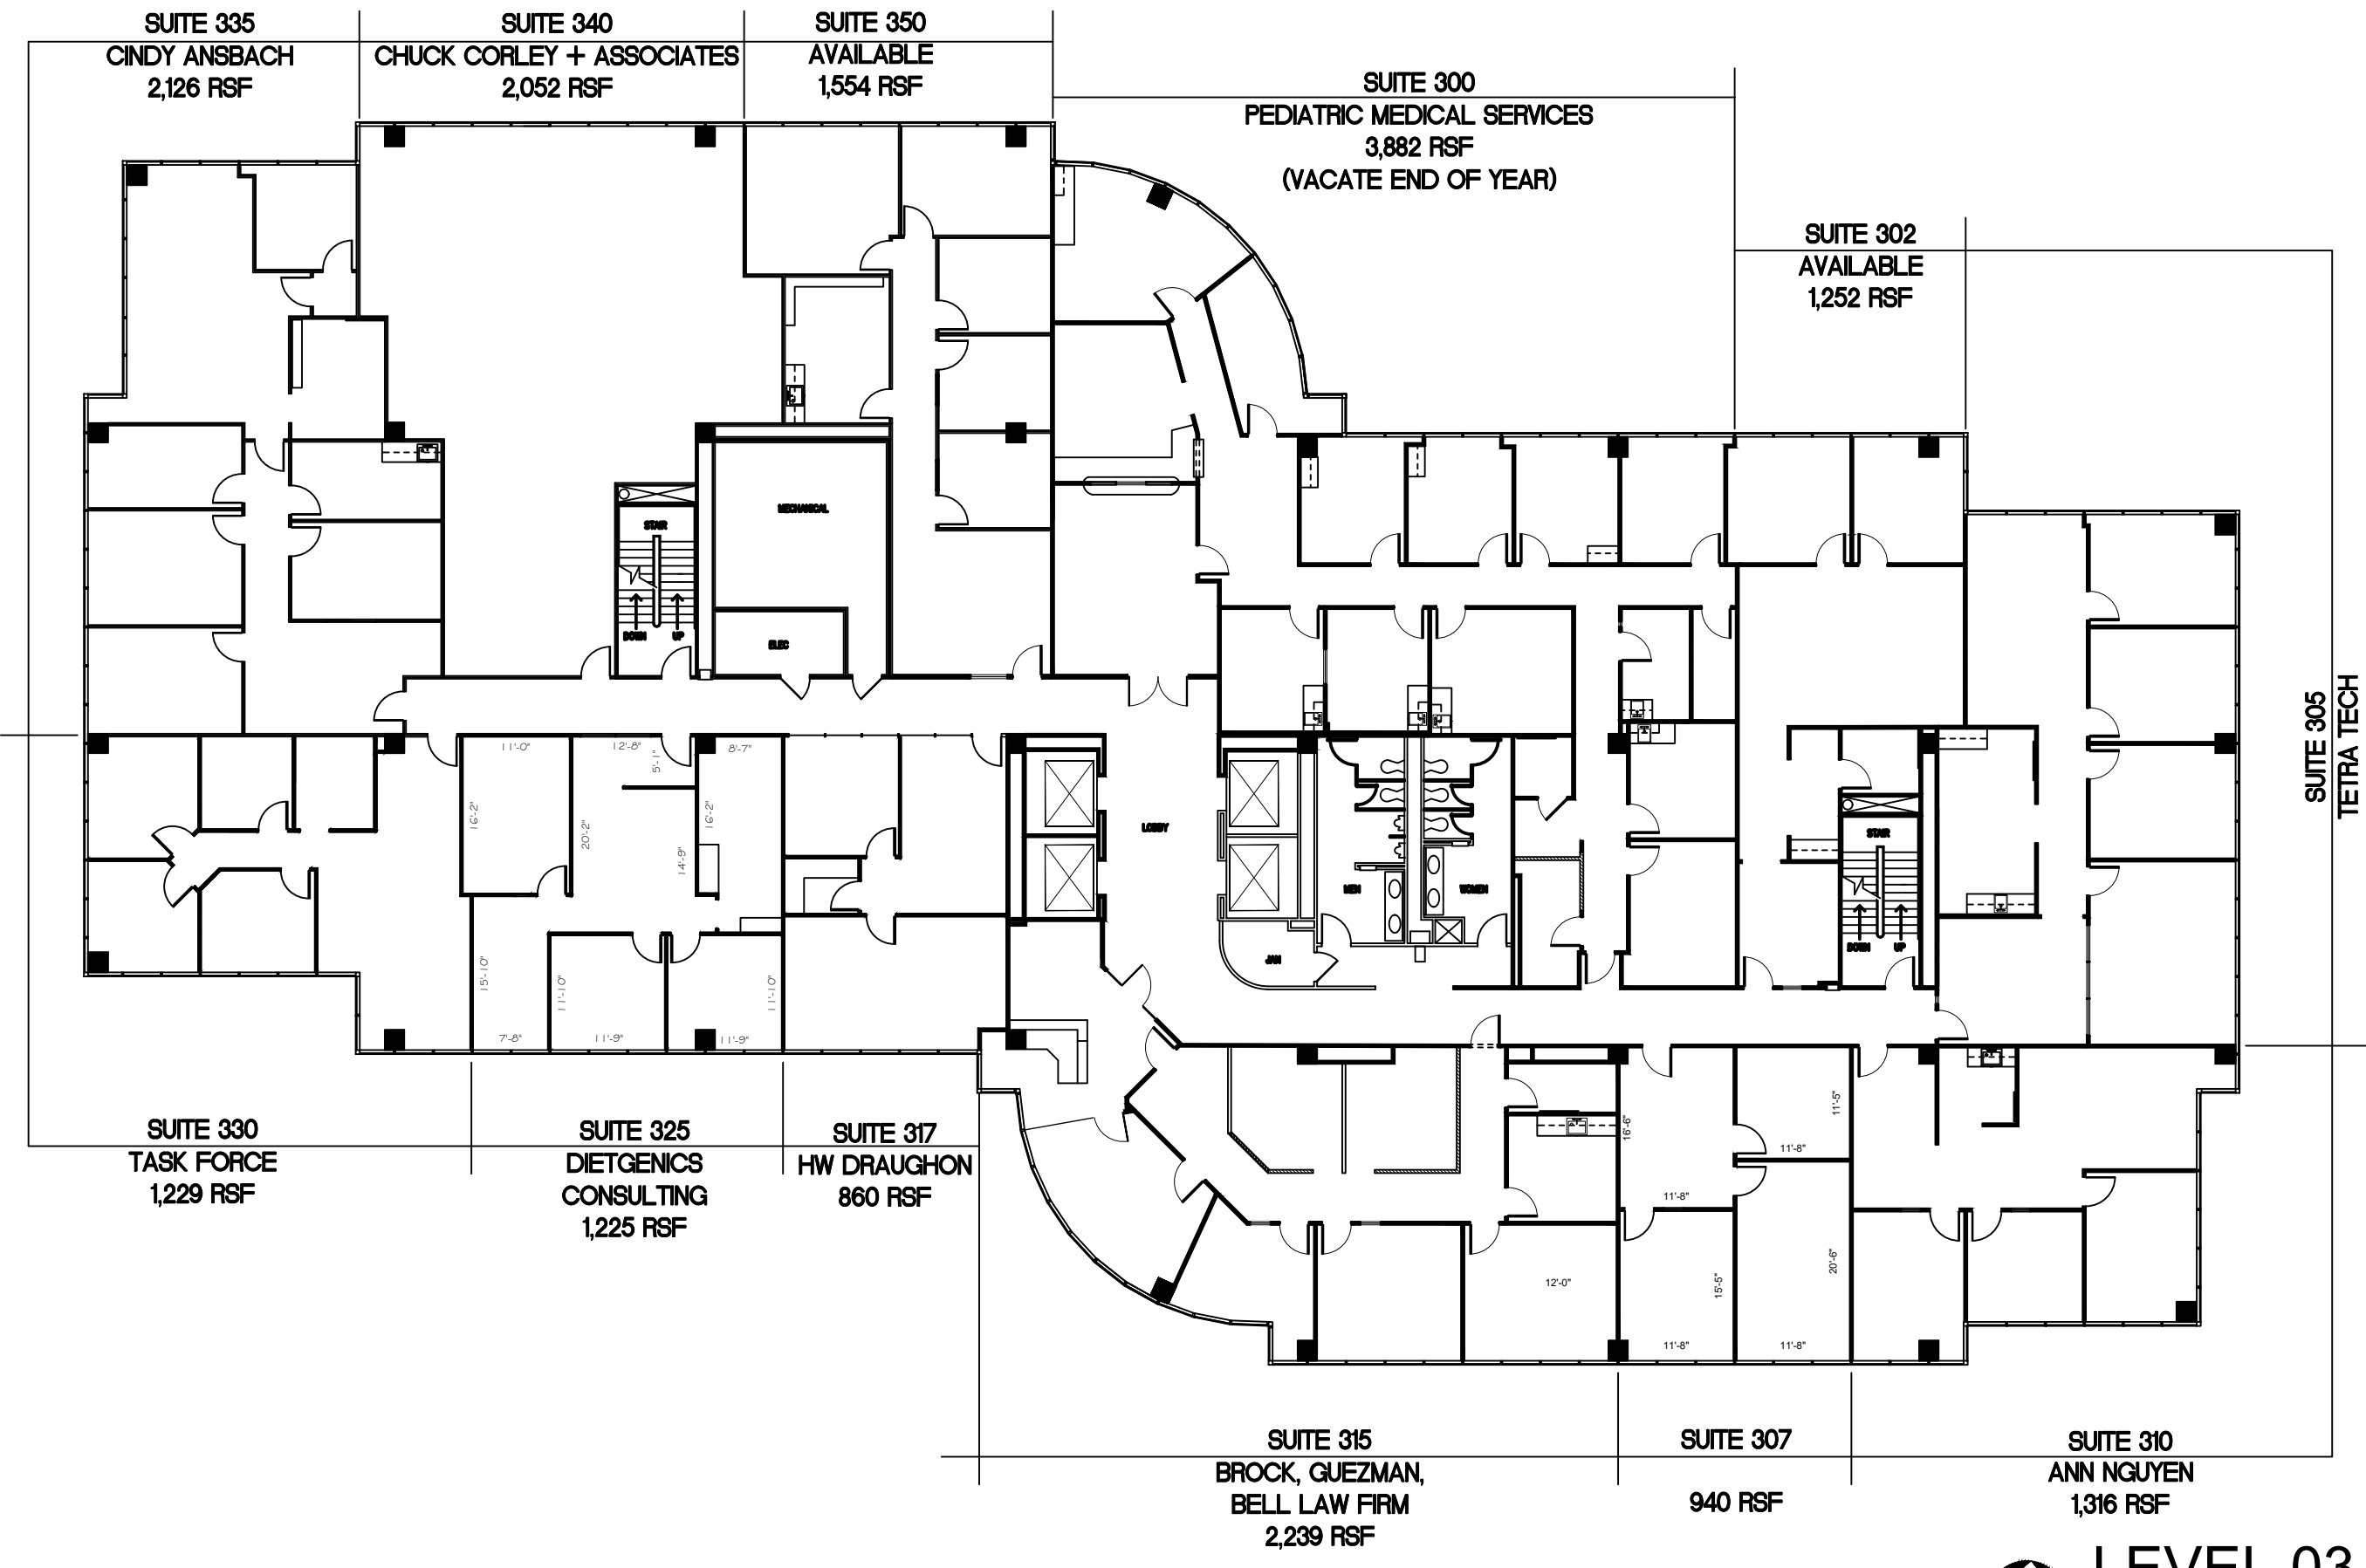 SUITE 335
CINDY ANSBACH
2,126 RSF
SUITE 340
CHUCK CORLEY + ASSOCIATES
2,052 RSF
SUITE 350
AVAILABLE
1,554 RSF
SUITE 300
PEDIATRIC MEDICAL SERVICES
3,882 RSF
(VACATE END OF YEAR)
SUITE 302
AVAILABLE
1,252 RSF
SUITE 305
TETRA TECH
MECHANICAL
STAIR
DOWN
UP
ELEC
11'-0"
12'-8"
5'-1"
8'-7"
16'-2"
20'-2"
16'-2"
14'-9"
15'-10"
11'-10"
11'-10"
7'-8"
11'-9"
11'-9"
LOBBY
MEN
WOMEN
JAN
STAIR
DOWN
UP
16'-6"
11'-5"
11'-8"
11'-8"
12'-0"
15'-5"
20'-6"
11'-8"
11'-8"
SUITE 330
TASK FORCE
1,229 RSF
SUITE 325
DIETGENICS
CONSULTING
1,225 RSF
SUITE 317
HW DRAUGHON
860 RSF
SUITE 315
BROCK, GUEZMAN,
BELL LAW FIRM
2,239 RSF
SUITE 307
940 RSF
SUITE 310
ANN NGUYEN
1,316 RSF
LEVEL 03